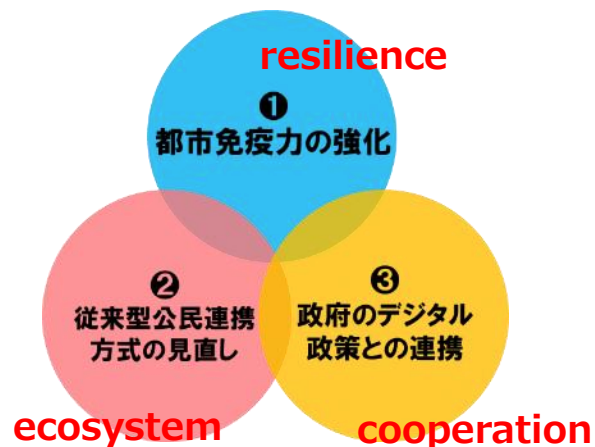 resilience
❶
都市免疫力の強化
❷
従来型公民連携
方式の見直し
❸
政府のデジタル
政策との連携
ecosystem
cooperation